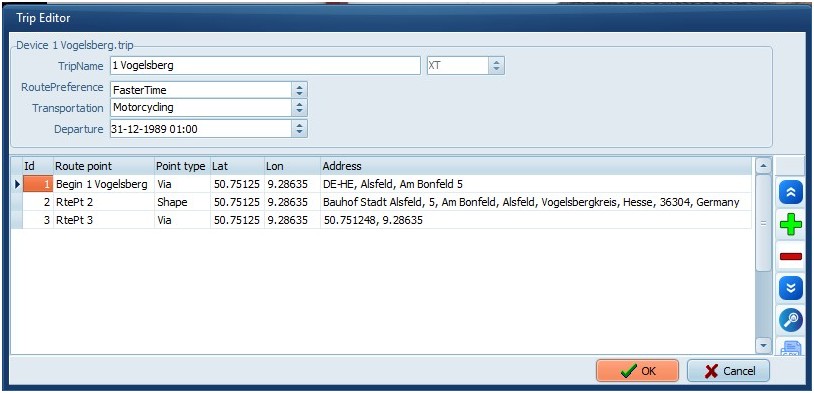 Trip Editor
Device 1 Vogelsberg.trip
TripName 1 Vogelsberg XT
RoutePreference FasterTime
Transportation Motorcycling
Departure 31-12-1989 01:00
Id Route point Point type Lat Lon Address
1 Begin 1 Vogelsberg Via 50.75125 9.28635 DE-HE, Alsfeld, Am Bonfeld 5
2 RtePt 2 Shape 50.75125 9.28635 Bauhof Stadt Alsfeld, 5, Am Bonfeld, Alsfeld, Vogelsbergkreis, Hesse, 36304, Germany
3 RtePt 3 Via 50.75125 9.28635 50.751248, 9.28635
OK Cancel